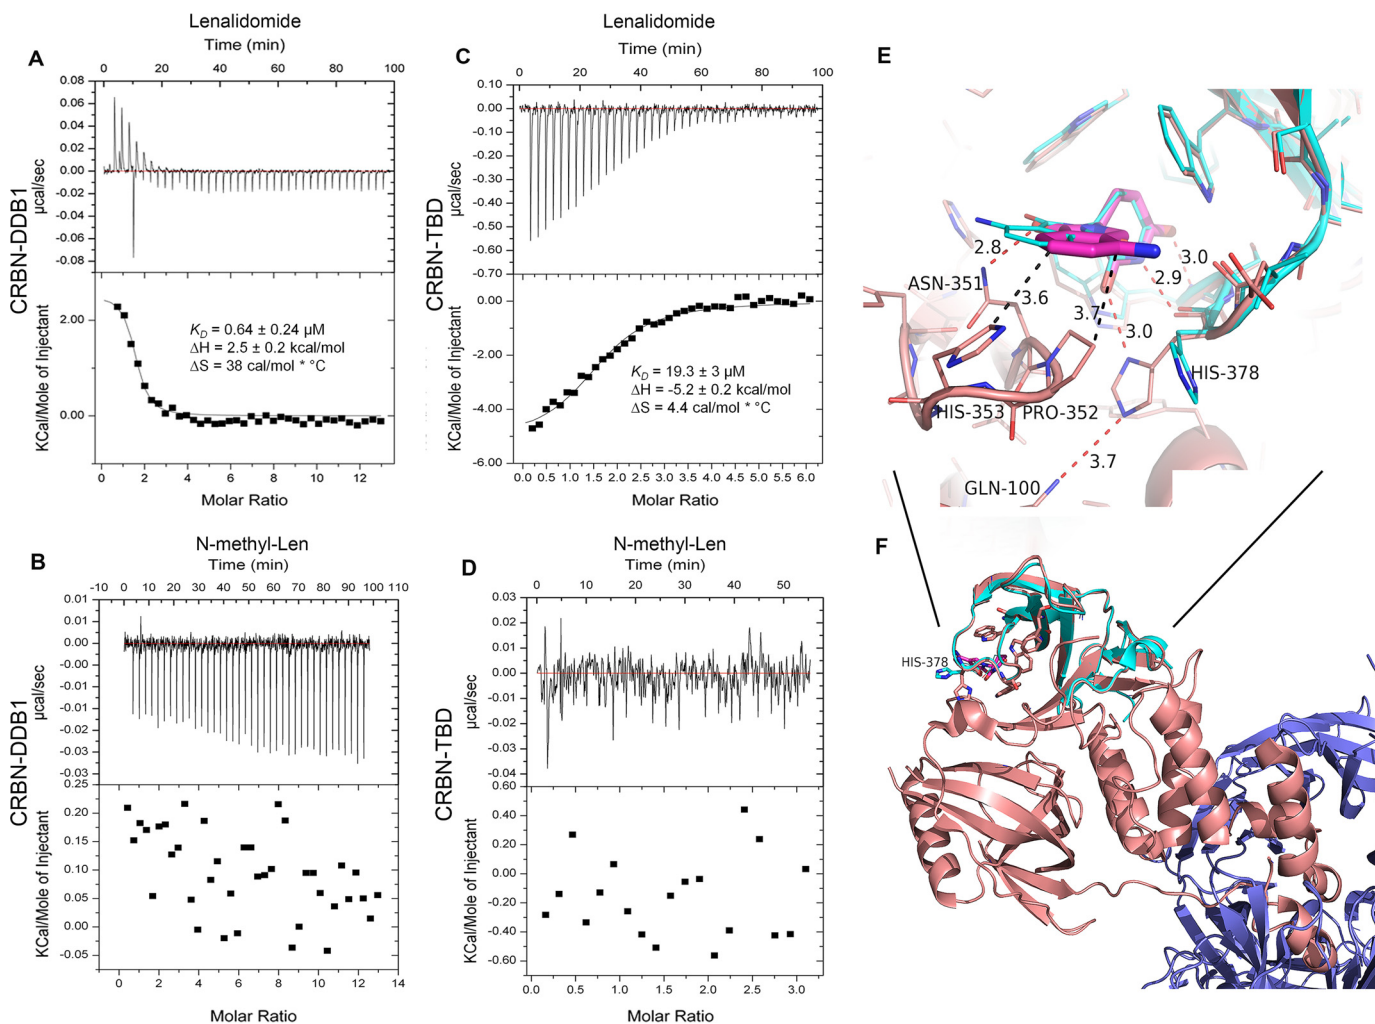 Lenalidomide
Time (min)
A
0 20 40 60 80 100
0.08
0.06
0.04
0.02
0.00
-0.02
-0.04
-0.06
-0.08
µcal/sec
CRBN-DDB1
2.00
0.00
KCal/Mole of Injectant
K_D = 0.64 ± 0.24 µM
ΔH = 2.5 ± 0.2 kcal/mol
ΔS = 38 cal/mol * °C
0 2 4 6 8 10 12
Molar Ratio
Lenalidomide
Time (min)
C
0 20 40 60 80 100
0.10
0.00
-0.10
-0.20
-0.30
-0.40
-0.50
-0.60
-0.70
µcal/sec
CRBN-TBD
0.00
-2.00
-4.00
-6.00
KCal/Mole of Injectant
K_D = 19.3 ± 3 µM
ΔH = -5.2 ± 0.2 kcal/mol
ΔS = 4.4 cal/mol * °C
0.0 0.5 1.0 1.5 2.0 2.5 3.0 3.5 4.0 4.5 5.0 5.5 6.0
Molar Ratio
N-methyl-Len
Time (min)
B
-10 0 10 20 30 40 50 60 70 80 90 100 110
0.01
0.00
-0.00
-0.01
-0.01
-0.02
-0.03
-0.03
µcal/sec
CRBN-DDB1
0.25
0.20
0.15
0.10
0.05
0.00
-0.05
KCal/Mole of Injectant
0 2 4 6 8 10 12 14
Molar Ratio
N-methyl-Len
Time (min)
D
0 10 20 30 40 50
0.03
0.02
0.01
0.00
-0.01
-0.02
-0.03
-0.04
µcal/sec
CRBN-TBD
0.60
0.40
0.20
0.00
-0.20
-0.40
-0.60
KCal/Mole of Injectant
0.0 0.5 1.0 1.5 2.0 2.5 3.0
Molar Ratio
E
2.8
3.0
2.9
ASN-351
3.6
3.7
3.0
HIS-378
HIS-353
PRO-352
3.7
GLN-100
F
HIS-378